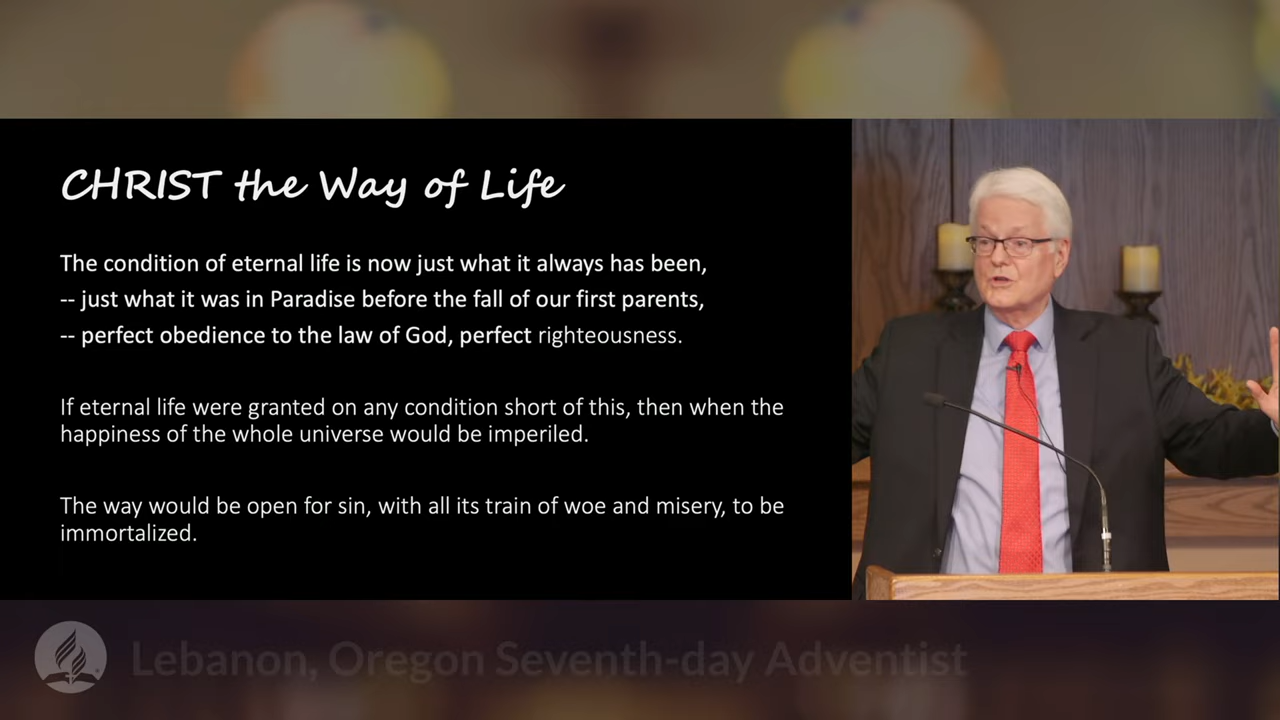 CHRIST the Way of Life
The condition of eternal life is now just what it always has been,
-- just what it was in Paradise before the fall of our first parents,
-- perfect obedience to the law of God, perfect righteousness.
If eternal life were granted on any condition short of this, then when the
happiness of the whole universe would be imperiled.
The way would be open for sin, with all its train of woe and misery, to be
immortalized.
Lebanon, Oregon Seventh-day Adventist